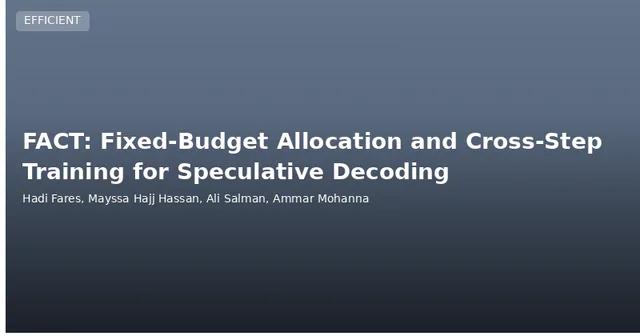 EFFICIENT
FACT: Fixed-Budget Allocation and Cross-Step
Training for Speculative Decoding
Hadi Fares, Mayssa Hajj Hassan, Ali Salman, Ammar Mohanna